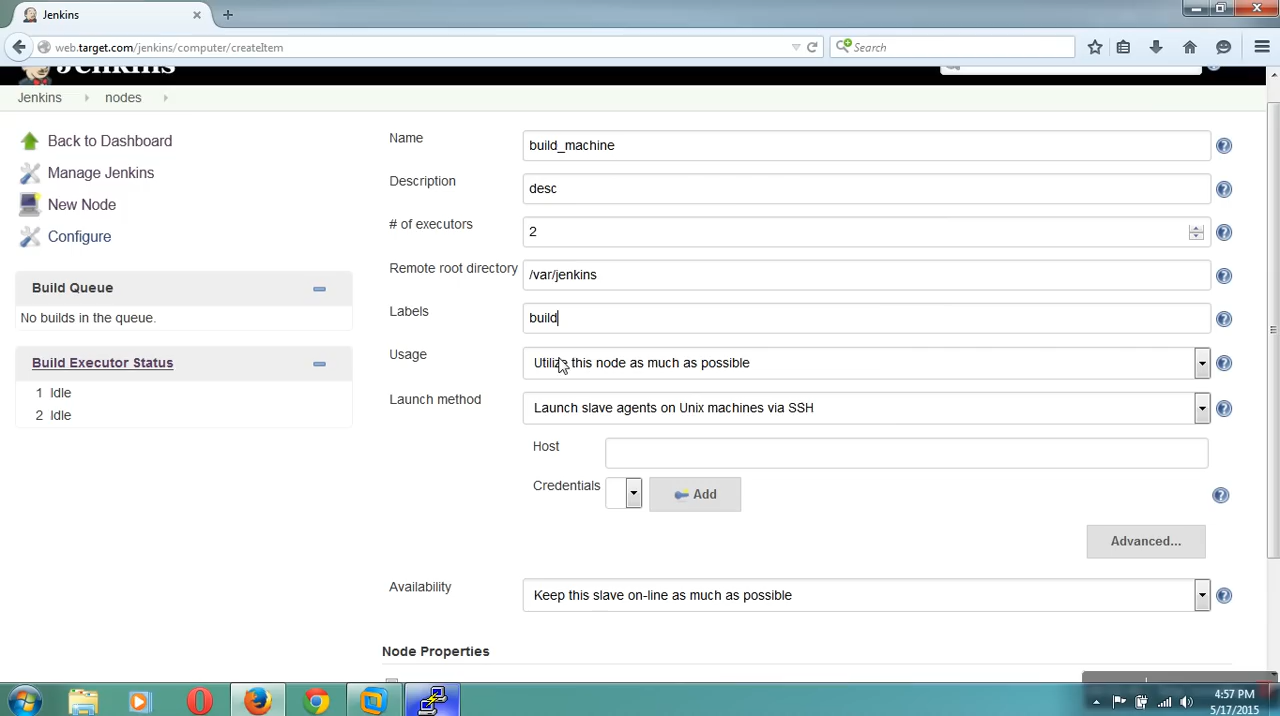 Jenkins
web.target.com/jenkins/computer/createItem
Search
Jenkins
Jenkins
nodes
Back to Dashboard
Manage Jenkins
New Node
Configure
Build Queue
No builds in the queue.
Build Executor Status
1 Idle
2 Idle
Name
build_machine
Description
desc
# of executors
2
Remote root directory
/var/jenkins
Labels
build
Usage
Utilize this node as much as possible
Launch method
Launch slave agents on Unix machines via SSH
Host
Credentials
Add
Advanced...
Availability
Keep this slave on-line as much as possible
Node Properties
4:57 PM
5/17/2015